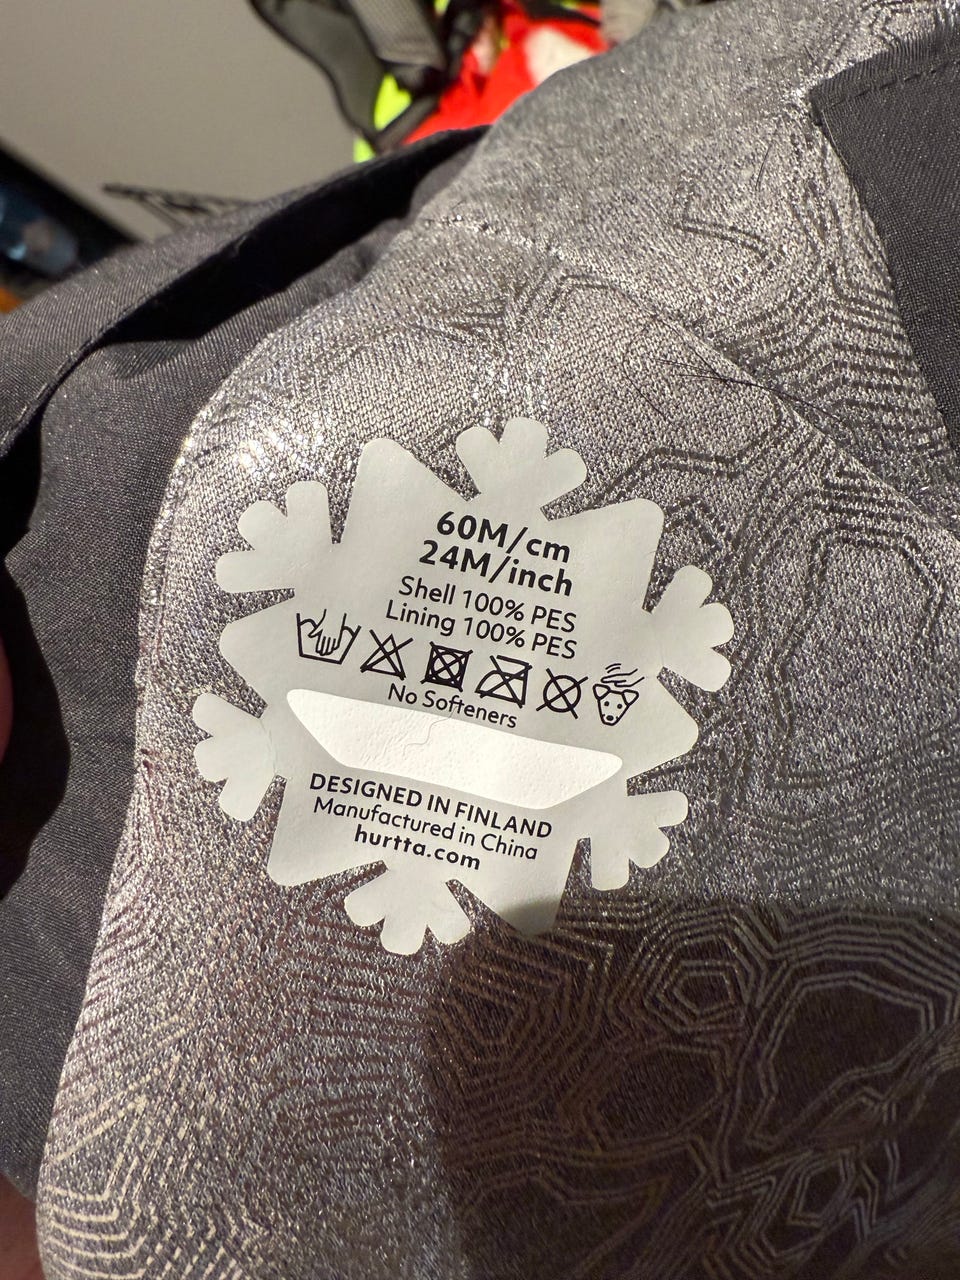 60M/cm
24M/inch
Shell 100% PES
Lining 100% PES
No Softeners
DESIGNED IN FINLAND
Manufactured in China
hurtta.com